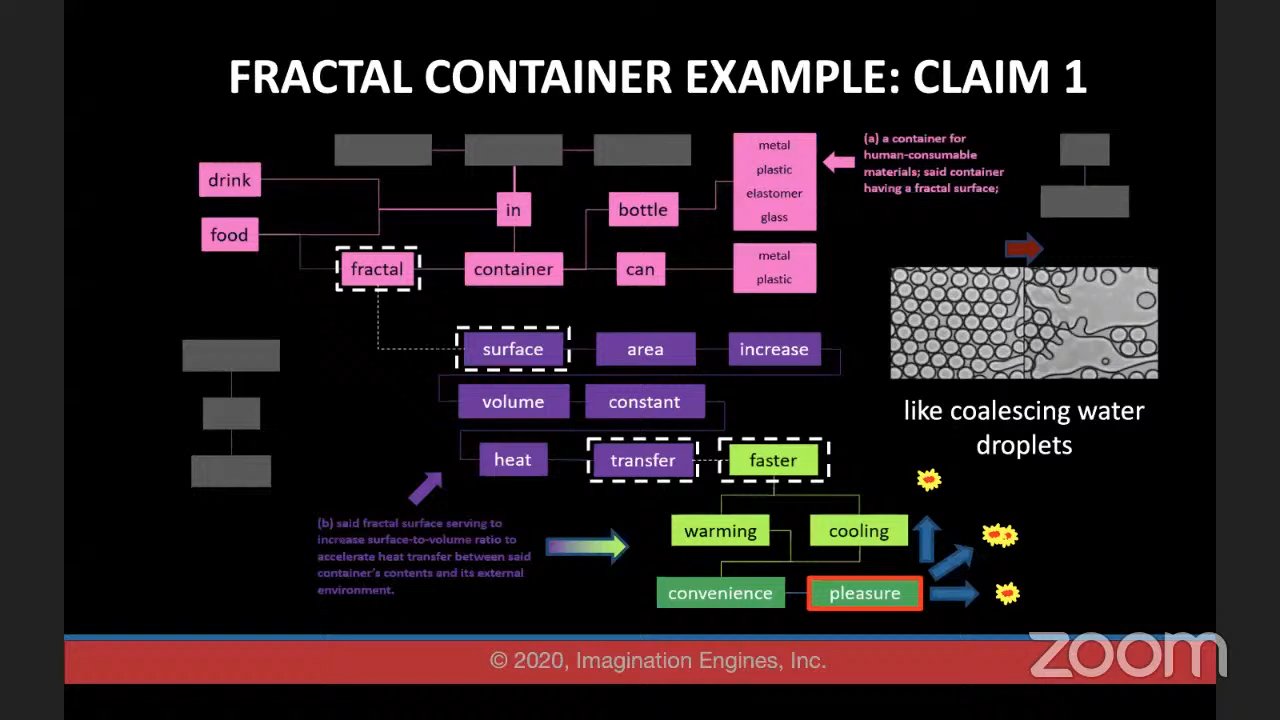 FRACTAL CONTAINER EXAMPLE: CLAIM 1
drink
food
in
fractal
container
bottle
can
metal
plastic
elastomer
glass
metal
plastic
(a) a container for
human-consumable
materials; said container
having a fractal surface;
surface
area
increase
volume
constant
heat
transfer
faster
like coalescing water
droplets
(b) said fractal surface serving to
increase surface-to-volume ratio to
accelerate heat transfer between said
container's contents and its external
environment.
warming
cooling
convenience
pleasure
© 2020, Imagination Engines, Inc.
zoom